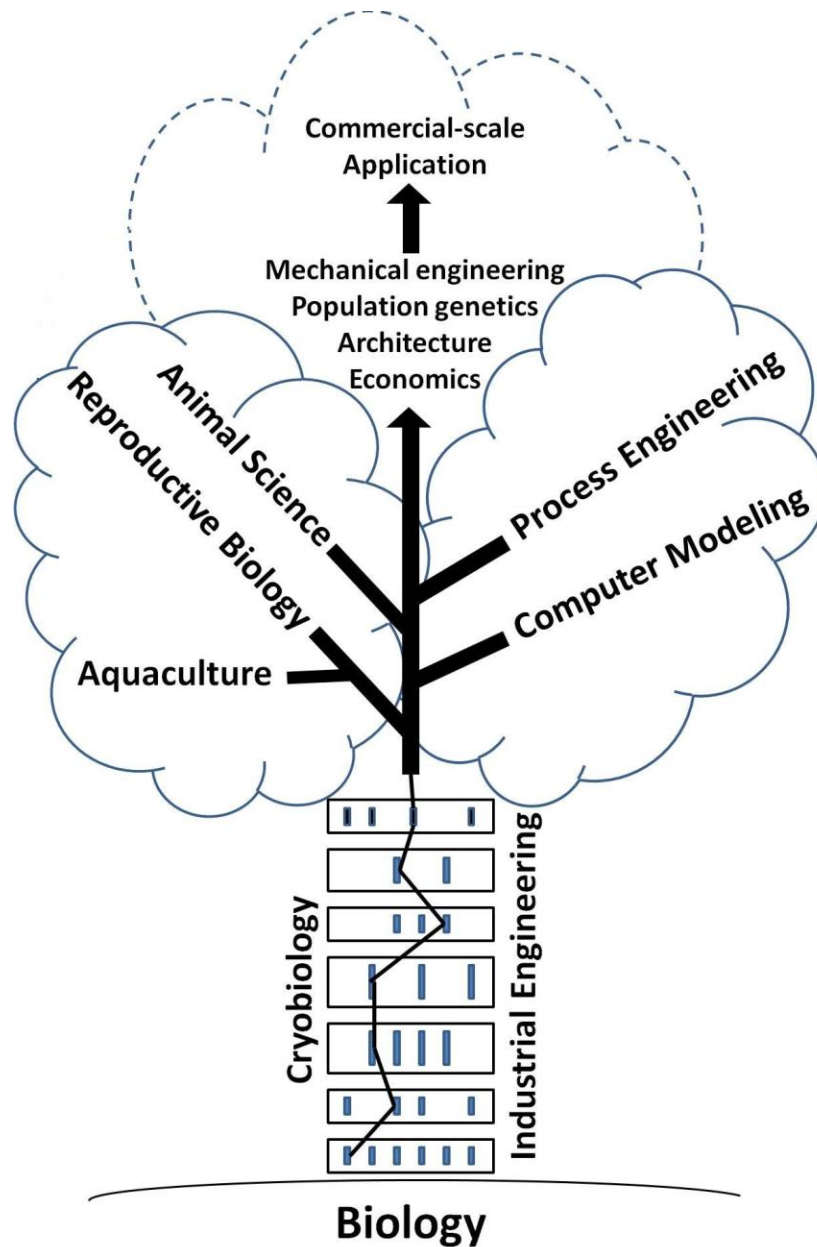 Commercial-scale
Application
Mechanical engineering
Population genetics
Architecture
Economics
Animal Science
Reproductive Biology
Aquaculture
Process Engineering
Computer Modeling
Cryobiology
Industrial Engineering
Biology